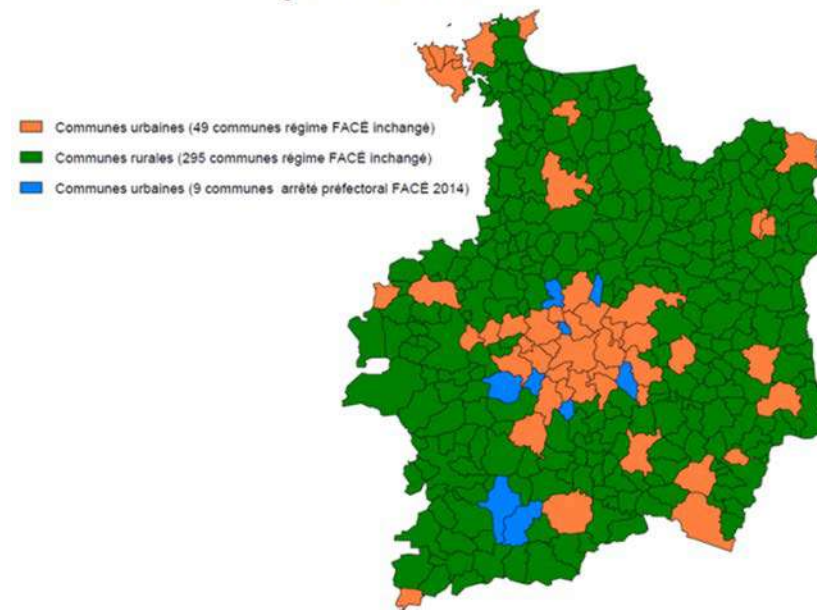 Communes urbaines (49 communes régime FACÉ inchangé)
Communes rurales (295 communes régime FACÉ inchangé)
Communes urbaines (9 communes arrêté préfectoral FACÉ 2014)